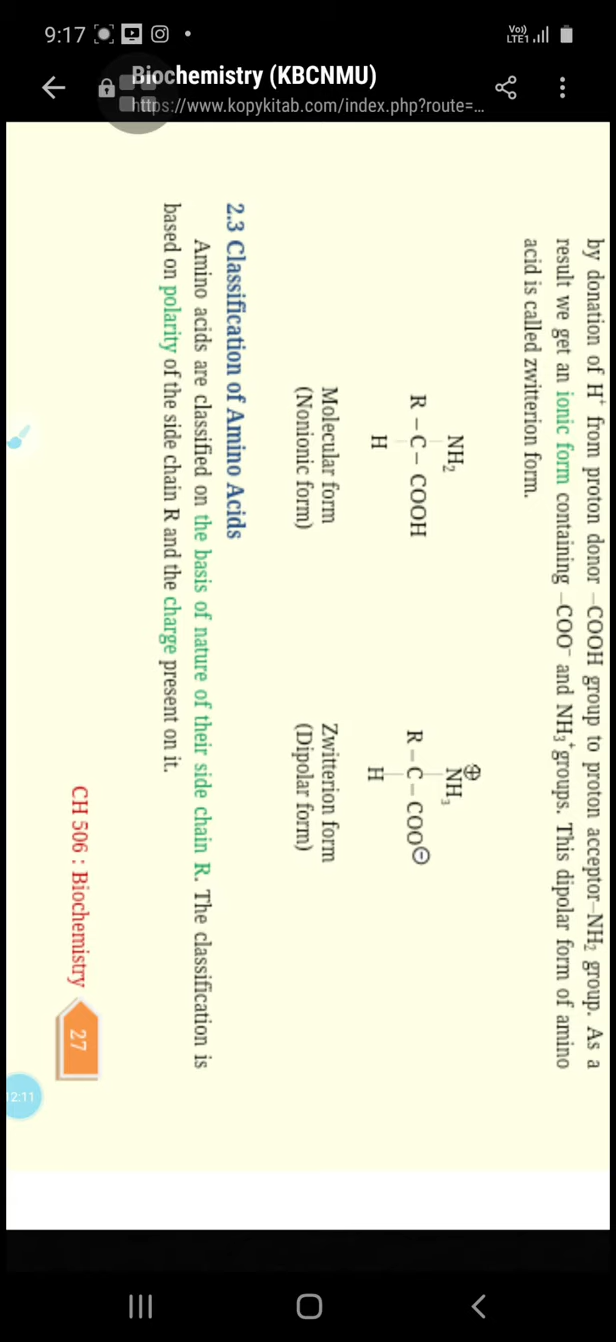 9:17
Vo))
LTE1
Biochemistry (KBCNMU)
https://www.kopykitab.com/index.php?route=...
by donation of H⁺ from proton donor –COOH group to proton acceptor–NH₂ group. As a
result we get an ionic form containing –COO⁻ and NH₃⁺groups. This dipolar form of amino
acid is called zwitterion form.
NH₂
R – C – COOH
H
Molecular form
(Nonionic form)
⊕
NH₃
R – C – COO⊖
H
Zwitterion form
(Dipolar form)
2.3 Classification of Amino Acids
Amino acids are classified on the basis of nature of their side chain R. The classification is
based on polarity of the side chain R and the charge present on it.
CH 506 : Biochemistry
27
2:11